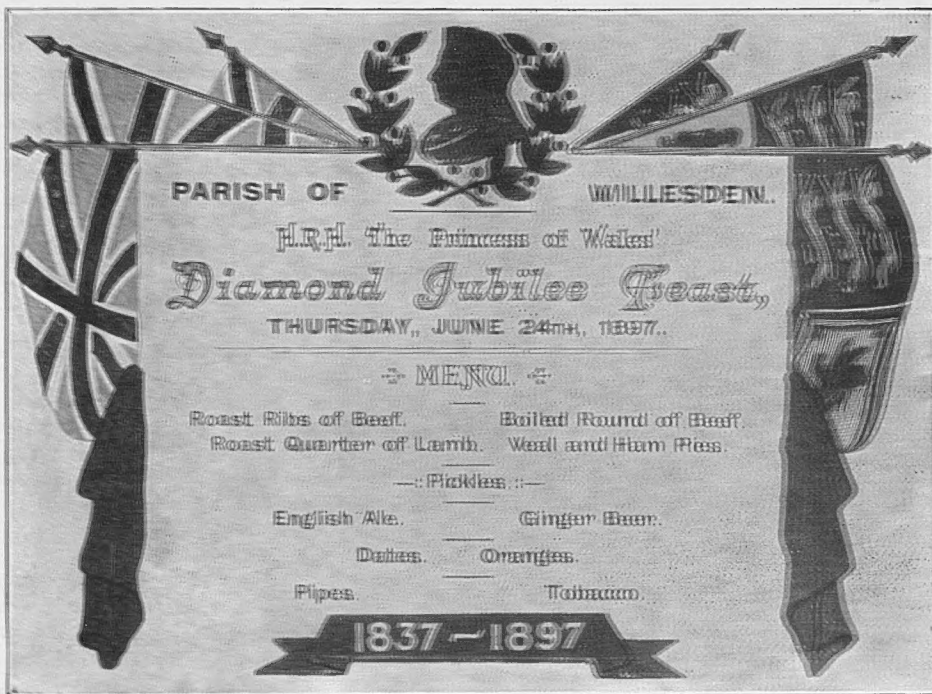 PARISH OF WILLESDEN.
H.R.H. The Princess of Wales'
Diamond Jubilee Feast,
THURSDAY, JUNE 24TH, 1897.
MENU.
Roast Ribs of Beef. Boiled Round of Beef.
Roast Quarter of Lamb. Veal and Ham Pies.
Pickles.
English Ale. Ginger Beer.
Dates. Oranges.
Pipes. Tobacco.
1837–1897